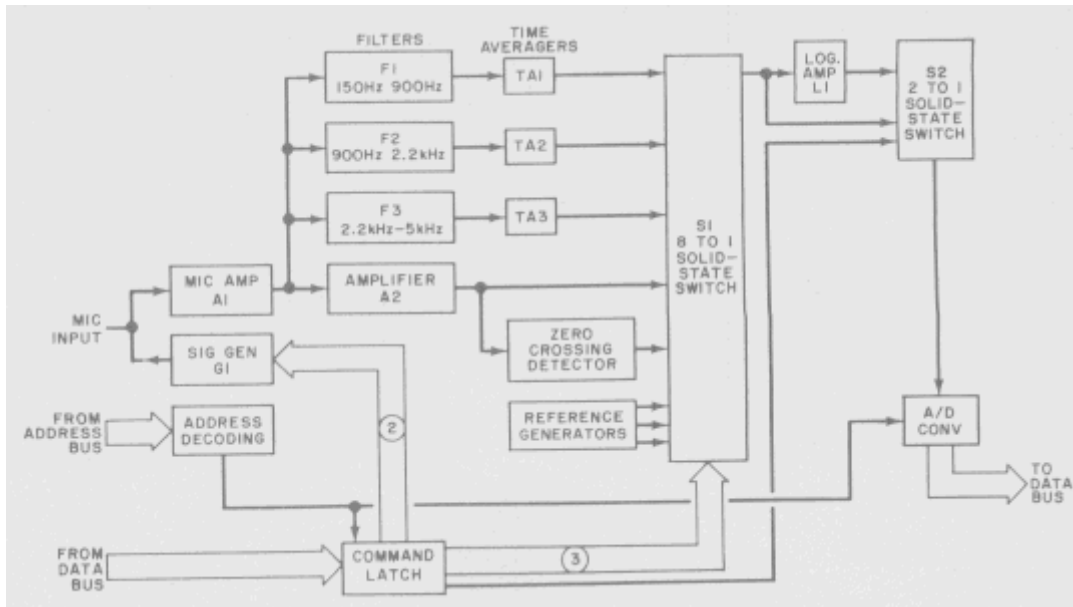 FILTERS
TIME
AVERAGERS
F1
150Hz 900Hz
TA1
F2
900Hz 2.2kHz
TA2
F3
2.2kHz-5kHz
TA3
MIC AMP
A1
AMPLIFIER
A2
MIC
INPUT
SIG GEN
G1
ZERO
CROSSING
DETECTOR
REFERENCE
GENERATORS
S1
8 TO 1
SOLID-
STATE
SWITCH
LOG.
AMP
L1
S2
2 TO 1
SOLID-
STATE
SWITCH
FROM
ADDRESS
BUS
ADDRESS
DECODING
2
A/D
CONV
TO
DATA
BUS
FROM
DATA
BUS
COMMAND
LATCH
3